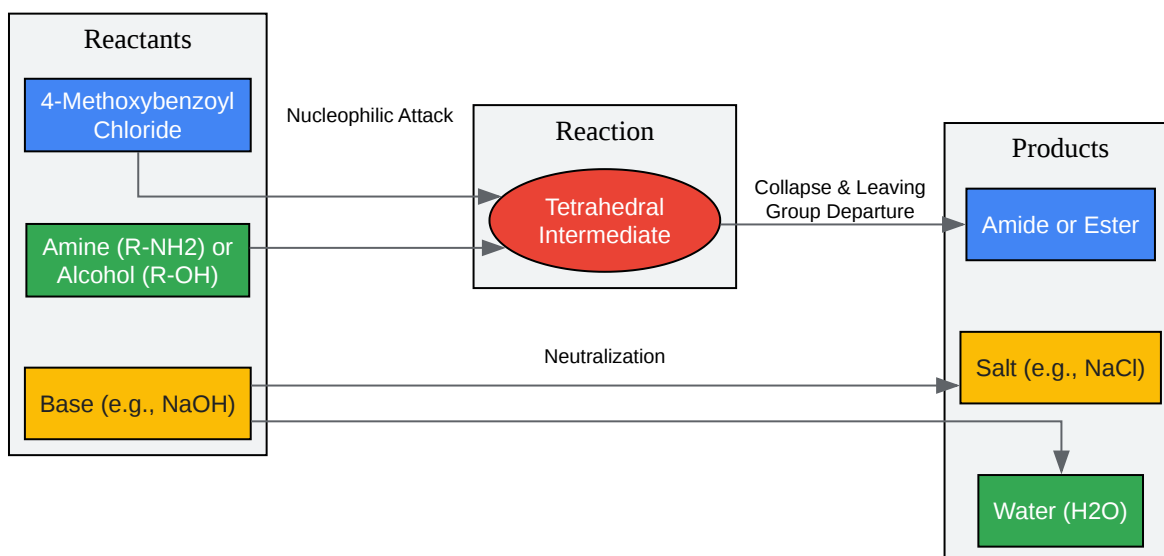 Reactants
4-Methoxybenzoyl
Chloride
Amine (R-NH2) or
Alcohol (R-OH)
Base (e.g., NaOH)
Nucleophilic Attack
Reaction
Tetrahedral
Intermediate
Collapse & Leaving
Group Departure
Neutralization
Products
Amide or Ester
Salt (e.g., NaCl)
Water (H2O)